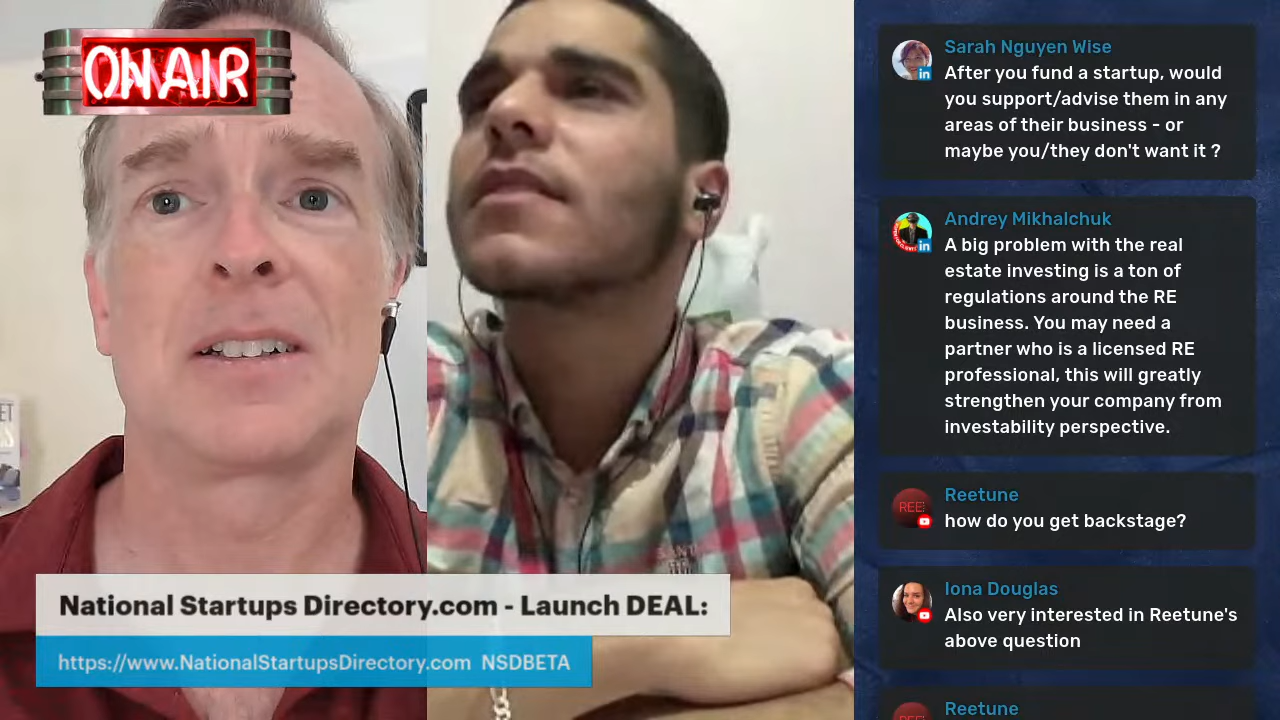 ON AIR
Sarah Nguyen Wise
After you fund a startup, would
you support/advise them in any
areas of their business - or
maybe you/they don't want it ?
Andrey Mikhalchuk
A big problem with the real
estate investing is a ton of
regulations around the RE
business. You may need a
partner who is a licensed RE
professional, this will greatly
strengthen your company from
investability perspective.
REE
Reetune
how do you get backstage?
Iona Douglas
Also very interested in Reetune's
above question
Reetune
National Startups Directory.com - Launch DEAL:
https://www.NationalStartupsDirectory.com NSDBETA